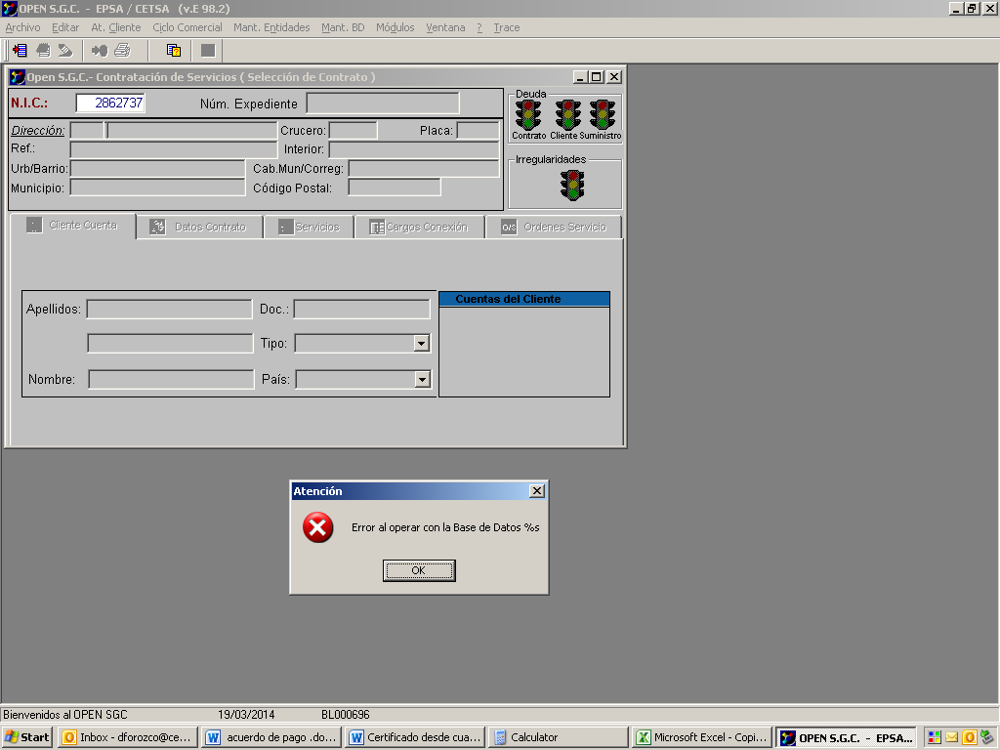 OPEN S.G.C. - EPSA / CETSA (v.E 98.2)
Archivo Editar At. Cliente Ciclo Comercial Mant. Entidades Mant. BD Módulos Ventana ? Trace
Open S.G.C.- Contratación de Servicios ( Selección de Contrato )
N.I.C.: 2862737 Núm. Expediente
Deuda
Contrato Cliente Suministro
Dirección: Crucero: Placa:
Ref.: Interior:
Urb/Barrio: Cab.Mun/Correg:
Municipio: Código Postal:
Irregularidades
Cliente Cuenta Datos Contrato Servicios Cargos Conexión O/S Ordenes Servicio
Apellidos: Doc.:
Tipo:
Nombre: País:
Cuentas del Cliente
Atención
Error al operar con la Base de Datos %s
OK
Bienvenidos al OPEN SGC 19/03/2014 BL000696
Start Inbox - dforozco@ce... acuerdo de pago .do... Certificado desde cua... Calculator Microsoft Excel - Copi... OPEN S.G.C. - EPSA...